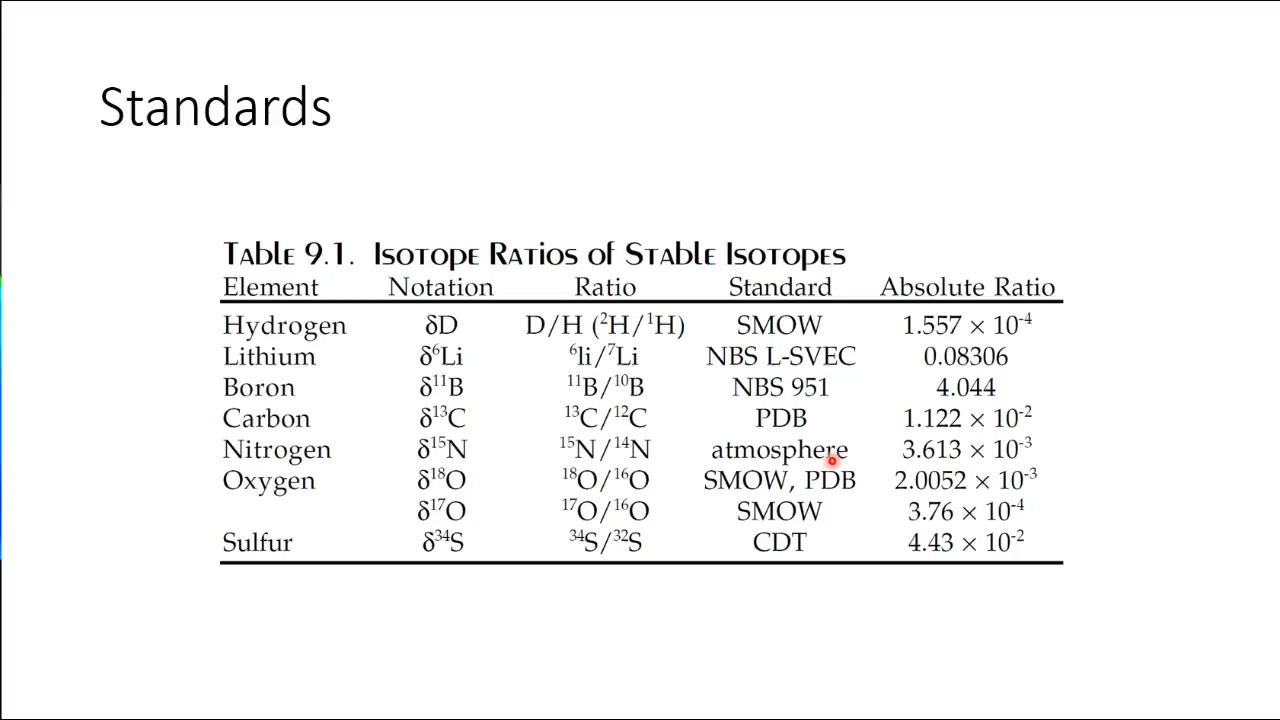 Standards
Table 9.1. Isotope Ratios of Stable Isotopes
Element Notation Ratio Standard Absolute Ratio
Hydrogen δD D/H (²H/¹H) SMOW 1.557 × 10⁻⁴
Lithium δ⁶Li ⁶li/⁷Li NBS L-SVEC 0.08306
Boron δ¹¹B ¹¹B/¹⁰B NBS 951 4.044
Carbon δ¹³C ¹³C/¹²C PDB 1.122 × 10⁻²
Nitrogen δ¹⁵N ¹⁵N/¹⁴N atmosphere 3.613 × 10⁻³
Oxygen δ¹⁸O ¹⁸O/¹⁶O SMOW, PDB 2.0052 × 10⁻³
δ¹⁷O ¹⁷O/¹⁶O SMOW 3.76 × 10⁻⁴
Sulfur δ³⁴S ³⁴S/³²S CDT 4.43 × 10⁻²